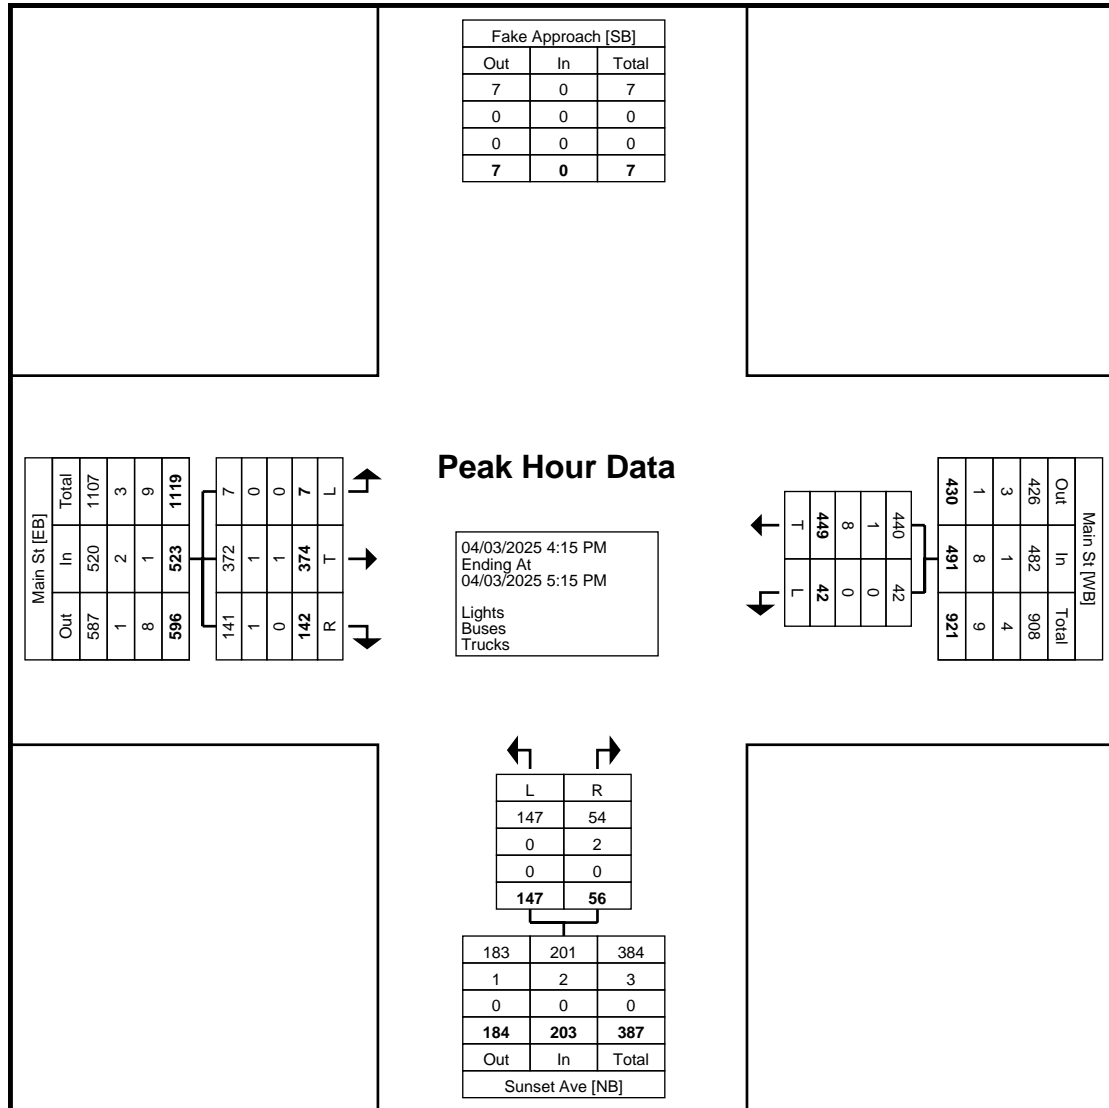 Fake Approach [SB]
Out In Total
7 0 7
0 0 0
0 0 0
7 0 7
Peak Hour Data
Main St [EB]
Total In Out
1107 520 587
3 2 1
9 1 8
1119 523 596
7 372 141
0 1 1
0 1 0
7 374 142
L T R
04/03/2025 4:15 PM
Ending At
04/03/2025 5:15 PM
Lights
Buses
Trucks
Main St [WB]
Out In Total
426 482 908
3 1 4
1 8 9
430 491 921
440 42
1 0
8 0
449 42
T L
L R
147 54
0 2
0 0
147 56
183 201 384
1 2 3
0 0 0
184 203 387
Out In Total
Sunset Ave [NB]